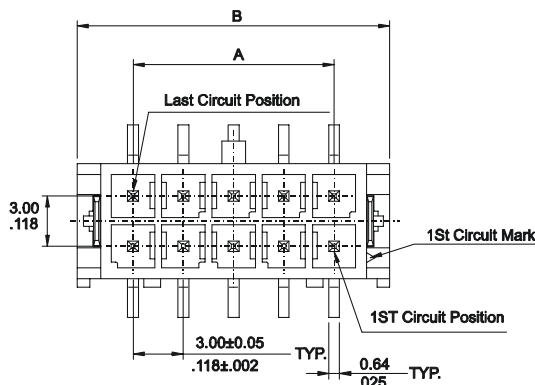 B
A
Last Circuit Position
3.00
.118
1St Circuit Mark
1ST Circuit Position
3.00±0.05
.118±.002
TYP.
0.64
.025
TYP.